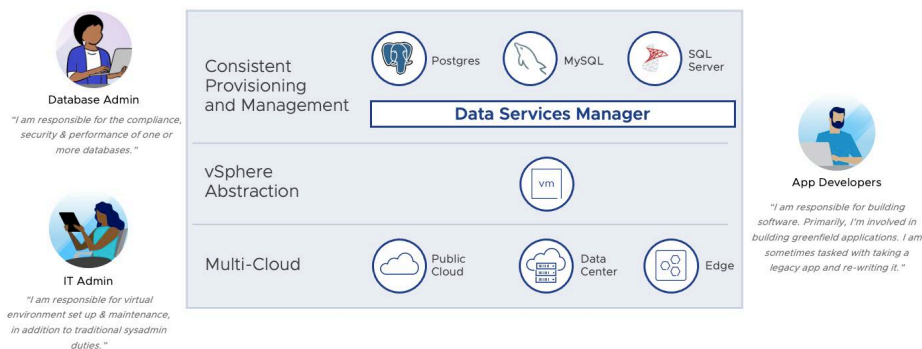 Database Admin
"I am responsible for the compliance,
security & performance of one or
more databases."
IT Admin
"I am responsible for virtual
environment set up & maintenance,
in addition to traditional sysadmin
duties."
Consistent
Provisioning
and Management
Postgres
MySQL
SQL
Server
Data Services Manager
vSphere
Abstraction
vm
Multi-Cloud
Public
Cloud
Data
Center
Edge
App Developers
"I am responsible for building
software. Primarily, I'm involved in
building greenfield applications. I am
sometimes tasked with taking a
legacy app and re-writing it."